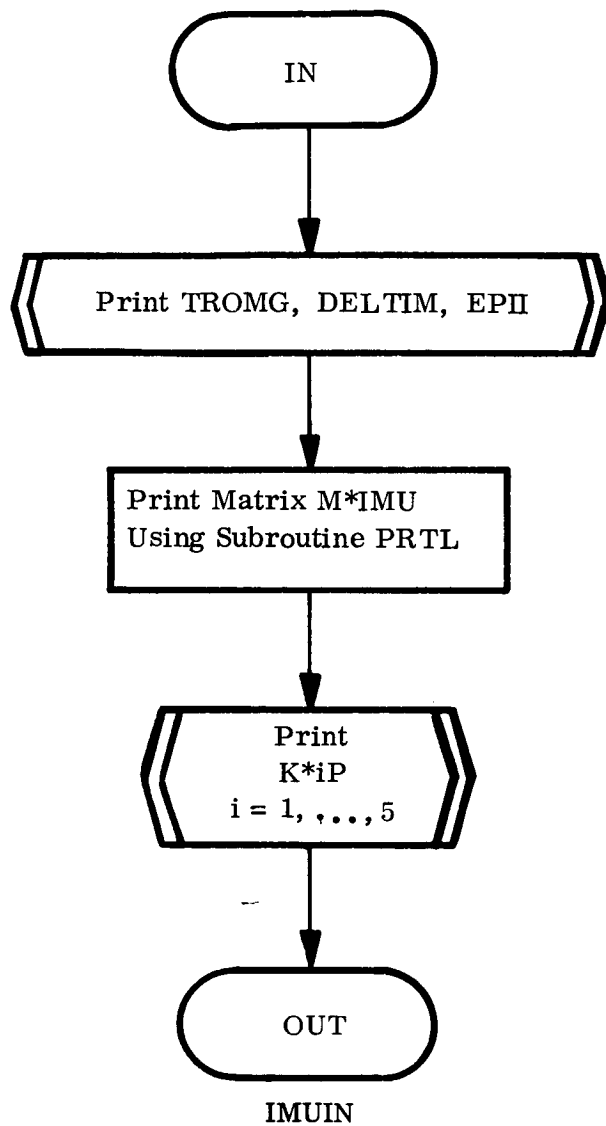 IN
Print TROMG, DELTIM, EPII
Print Matrix M*IMU
Using Subroutine PRTL
Print
K*iP
i = 1, ..., 5
OUT
IMUIN